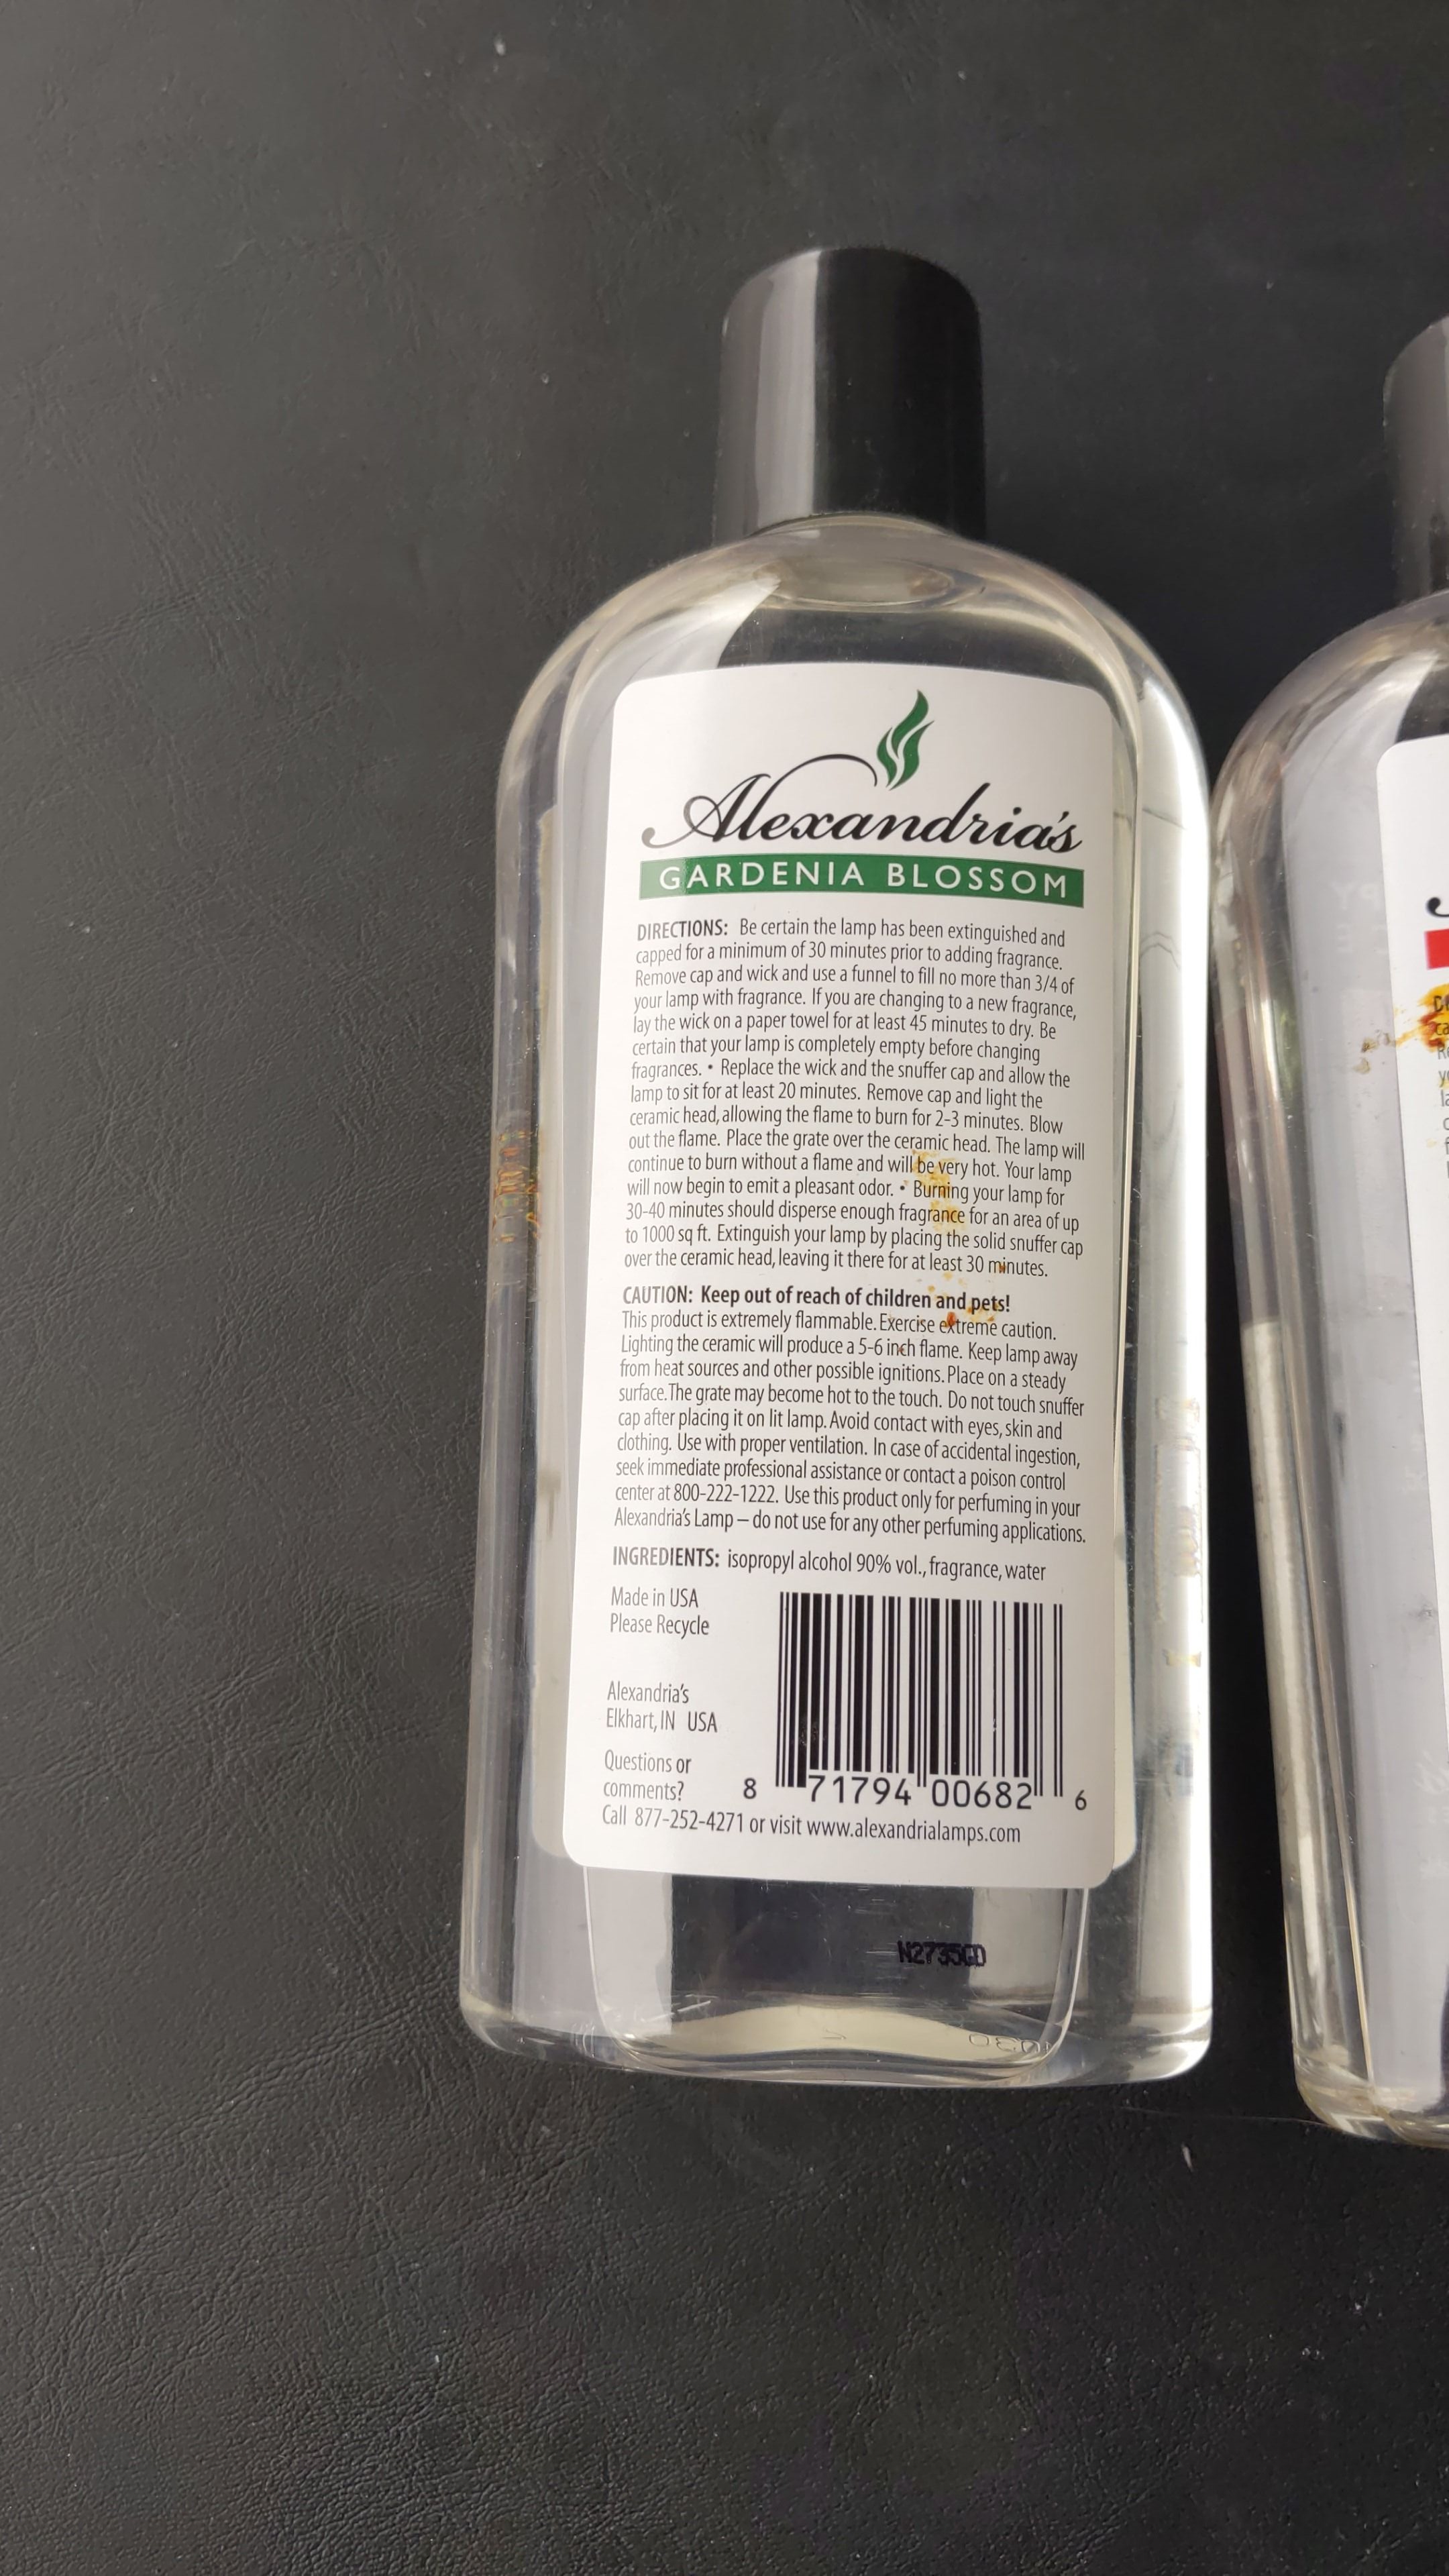 Alexandria's
GARDENIA BLOSSOM
DIRECTIONS: Be certain the lamp has been extinguished and
capped for a minimum of 30 minutes prior to adding fragrance.
Remove cap and wick and use a funnel to fill no more than 3/4 of
your lamp with fragrance. If you are changing to a new fragrance,
lay the wick on a paper towel for at least 45 minutes to dry. Be
certain that your lamp is completely empty before changing
fragrances. • Replace the wick and the snuffer cap and allow the
lamp to sit for at least 20 minutes. Remove cap and light the
ceramic head, allowing the flame to burn for 2-3 minutes. Blow
out the flame. Place the grate over the ceramic head. The lamp will
continue to burn without a flame and will be very hot. Your lamp
will now begin to emit a pleasant odor. • Burning your lamp for
30-40 minutes should disperse enough fragrance for an area of up
to 1000 sq ft. Extinguish your lamp by placing the solid snuffer cap
over the ceramic head, leaving it there for at least 30 minutes.
CAUTION: Keep out of reach of children and pets!
This product is extremely flammable. Exercise extreme caution.
Lighting the ceramic will produce a 5-6 inch flame. Keep lamp away
from heat sources and other possible ignitions. Place on a steady
surface. The grate may become hot to the touch. Do not touch snuffer
cap after placing it on lit lamp. Avoid contact with eyes, skin and
clothing. Use with proper ventilation. In case of accidental ingestion,
seek immediate professional assistance or contact a poison control
center at 800-222-1222. Use this product only for perfuming in your
Alexandria's Lamp – do not use for any other perfuming applications.
INGREDIENTS: isopropyl alcohol 90% vol., fragrance, water
Made in USA
Please Recycle
Alexandria's
Elkhart, IN USA
Questions or
comments?
8 71794 00682 6
Call 877-252-4271 or visit www.alexandrialamps.com
N2735GD